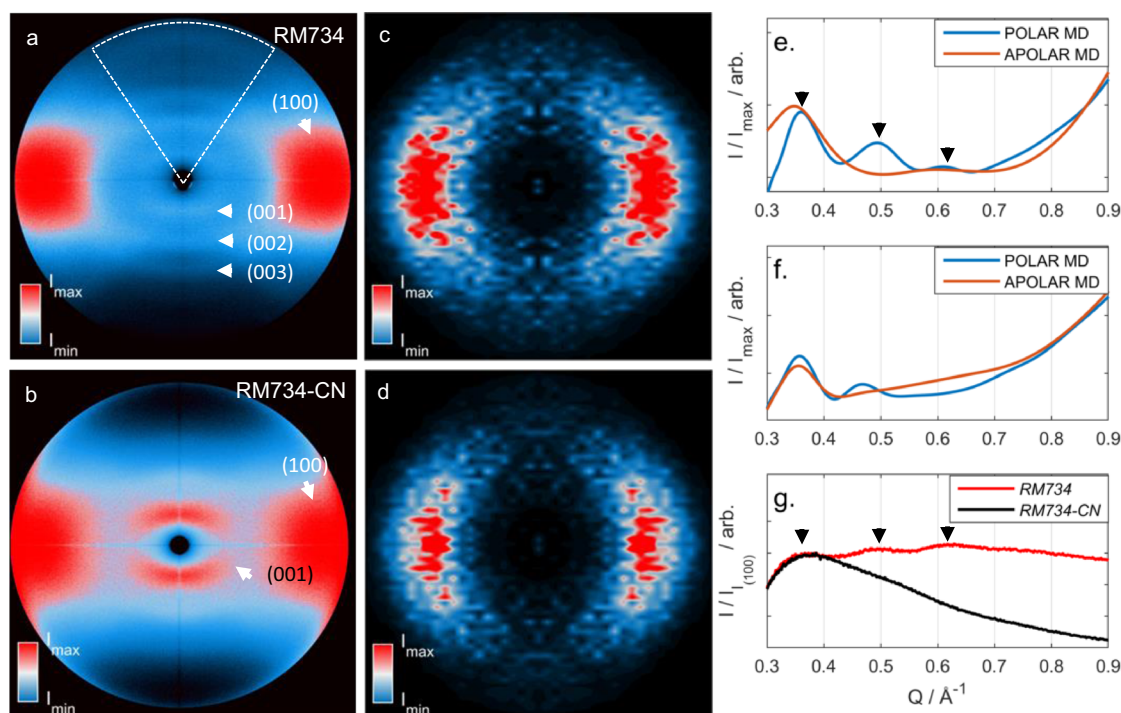 a
RM734
(100)
(001)
(002)
(003)
I max
I min
b
RM734-CN
(100)
(001)
I max
I min
c
I max
I min
d
I max
I min
e.
POLAR MD
APOLAR MD
I / I max / arb.
0.3 0.4 0.5 0.6 0.7 0.8 0.9
f.
POLAR MD
APOLAR MD
I / I max / arb.
0.3 0.4 0.5 0.6 0.7 0.8 0.9
g.
RM734
RM734-CN
I / I (100) / arb.
0.3 0.4 0.5 0.6 0.7 0.8 0.9
Q / Å-1